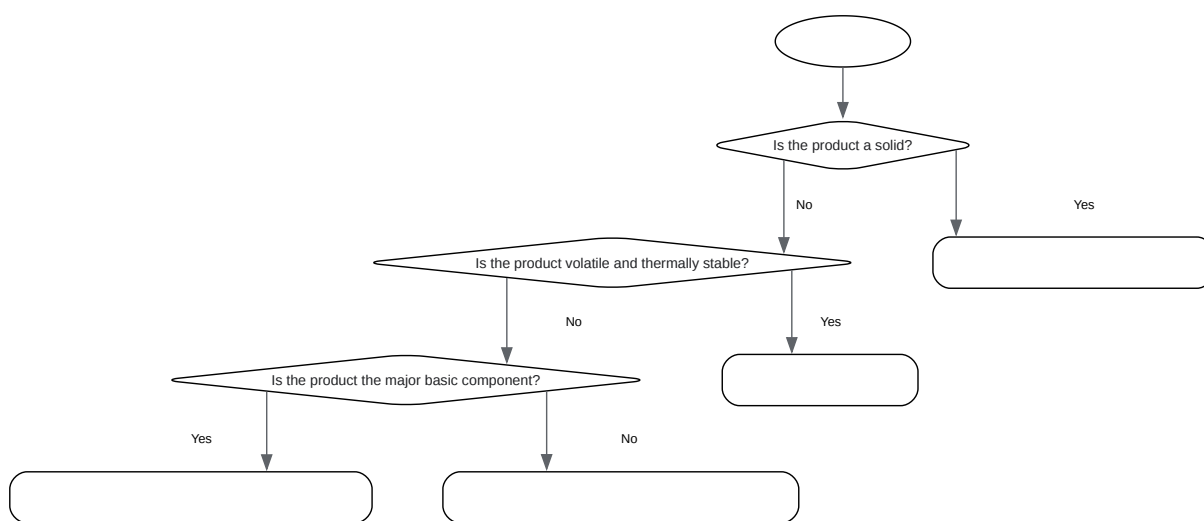 Is the product a solid?
No
Yes
Is the product volatile and thermally stable?
No
Yes
Is the product the major basic component?
Yes
No